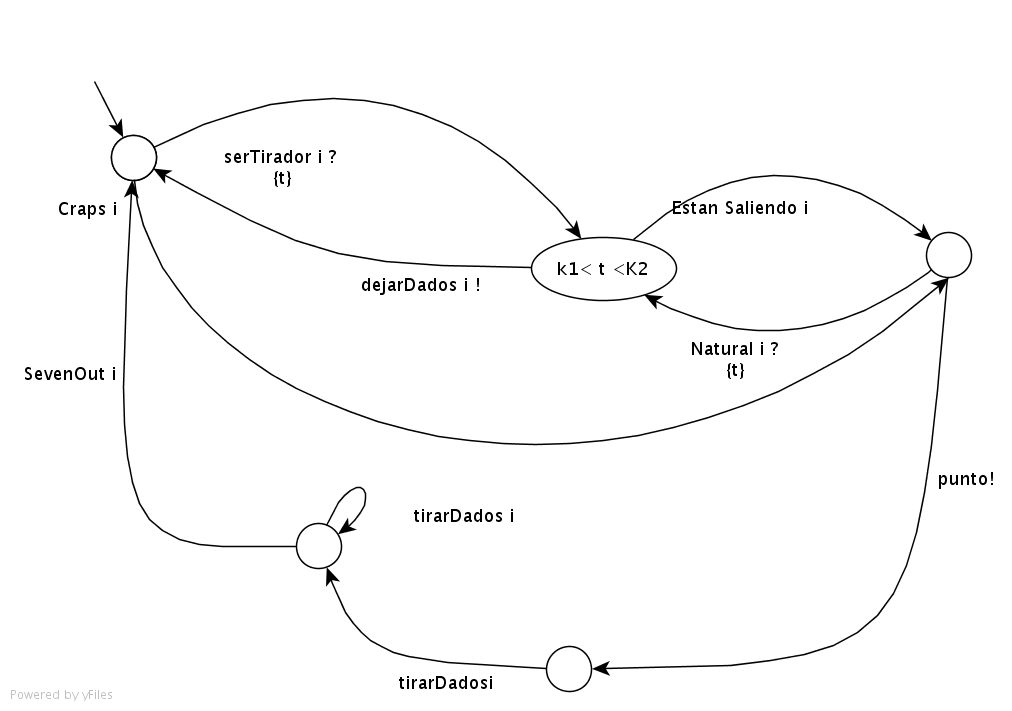 serTirador i ?
{t}
Craps i
Estan Saliendo i
k1< t <K2
dejarDados i !
Natural i ?
{t}
SevenOut i
punto!
tirarDados i
tirarDadosi
Powered by yFiles